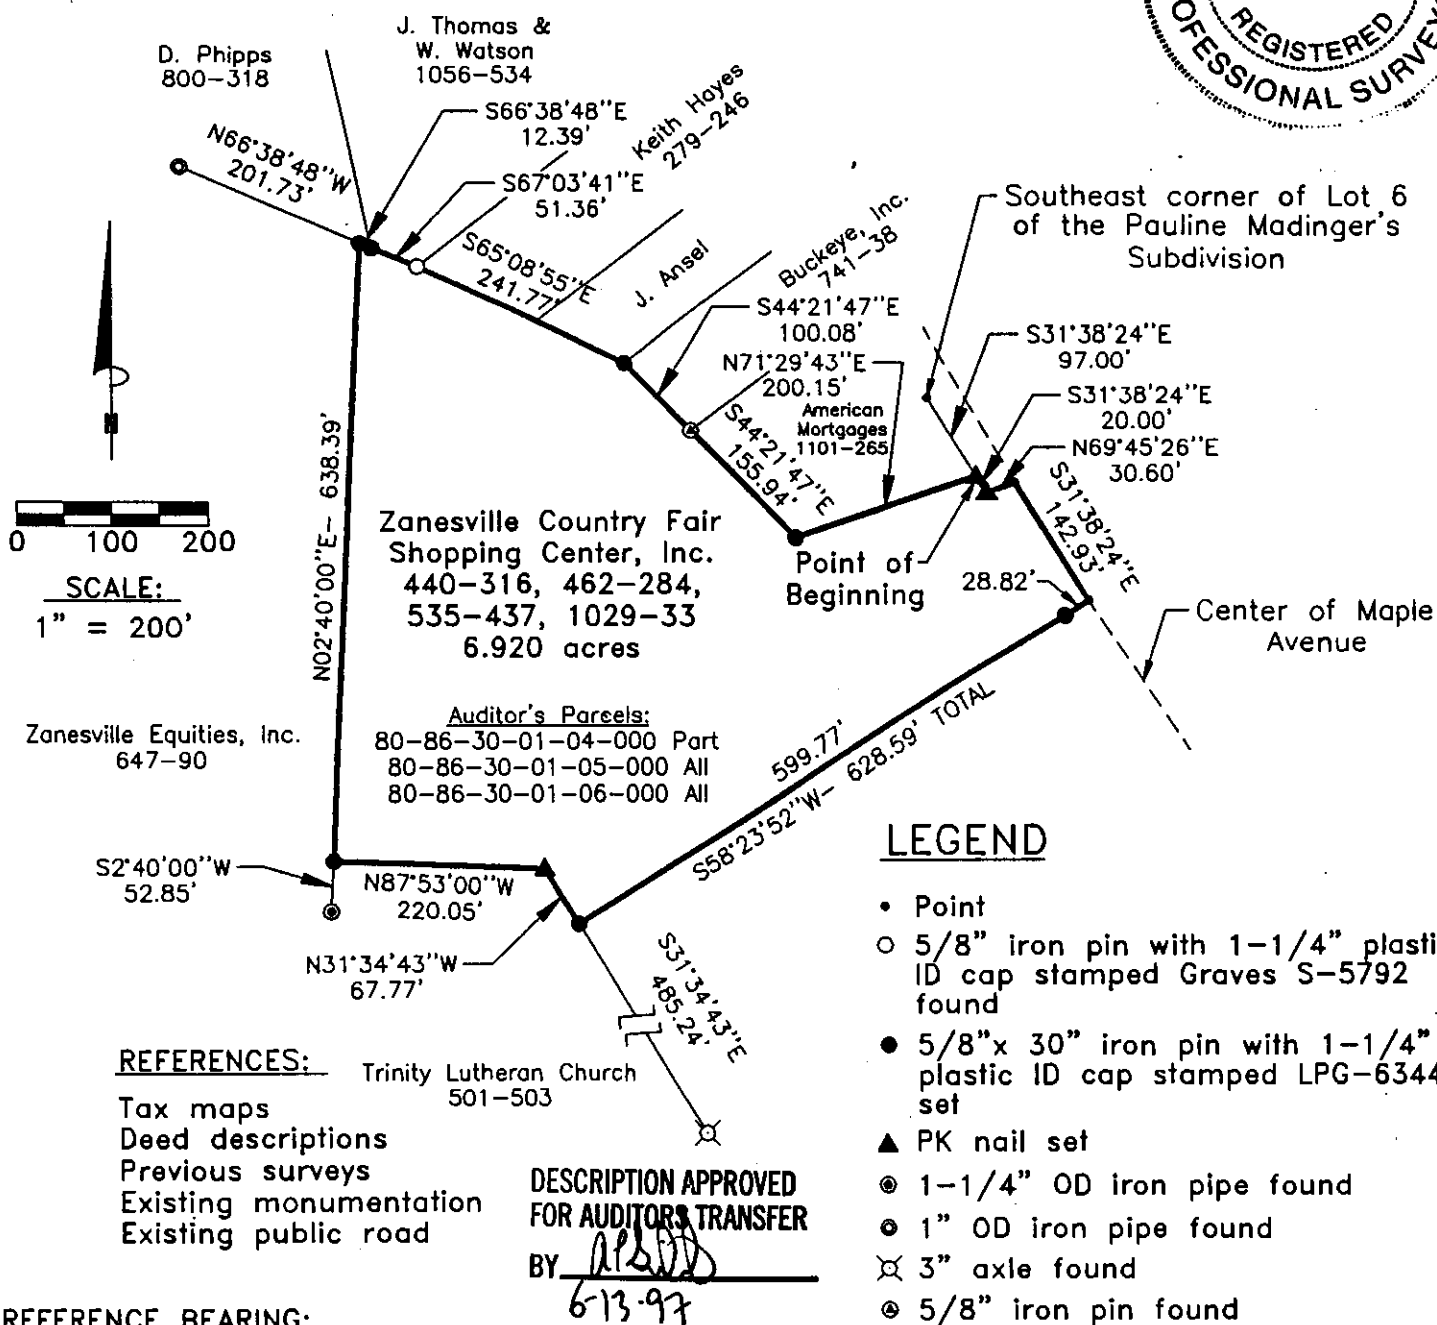 OFESSIONAL SURVEY
REGISTERED
D. Phipps
800-318
J. Thomas &
W. Watson
1056-534
N66°38'48"W
201.73'
S66°38'48"E
12.39'
Keith Hayes
279-246
S67°03'41"E
51.36'
S65°08'55"E
241.77'
J. Ansel
Buckeye, Inc.
741-38
S44°21'47"E
100.08'
N71°29'43"E
200.15'
American
Mortgages
1101-265
S44°21'47"E
155.94'
Southeast corner of Lot 6
of the Pauline Madinger's
Subdivision
S31°38'24"E
97.00'
S31°38'24"E
20.00'
N69°45'26"E
30.60'
S31°38'24"E
142.93'
Point of
Beginning
28.82'
Center of Maple
Avenue
N
0 100 200
SCALE:
1" = 200'
N02°40'00"E- 638.39'
Zanesville Country Fair
Shopping Center, Inc.
440-316, 462-284,
535-437, 1029-33
6.920 acres
Auditor's Parcels:
80-86-30-01-04-000 Part
80-86-30-01-05-000 All
80-86-30-01-06-000 All
Zanesville Equities, Inc.
647-90
599.77'
S58°23'52"W- 628.59' TOTAL
S2°40'00"W
52.85'
N87°53'00"W
220.05'
N31°34'43"W
67.77'
S31°34'43"E
485.24'
Trinity Lutheran Church
501-503
REFERENCES:
Tax maps
Deed descriptions
Previous surveys
Existing monumentation
Existing public road
DESCRIPTION APPROVED
FOR AUDITORS TRANSFER
BY
6-13-97
LEGEND
Point
5/8" iron pin with 1-1/4" plasti
ID cap stamped Graves S-5792
found
5/8"x 30" iron pin with 1-1/4"
plastic ID cap stamped LPG-6344
set
PK nail set
1-1/4" OD iron pipe found
1" OD iron pipe found
3" axle found
5/8" iron pin found
REFERENCE BEARING: